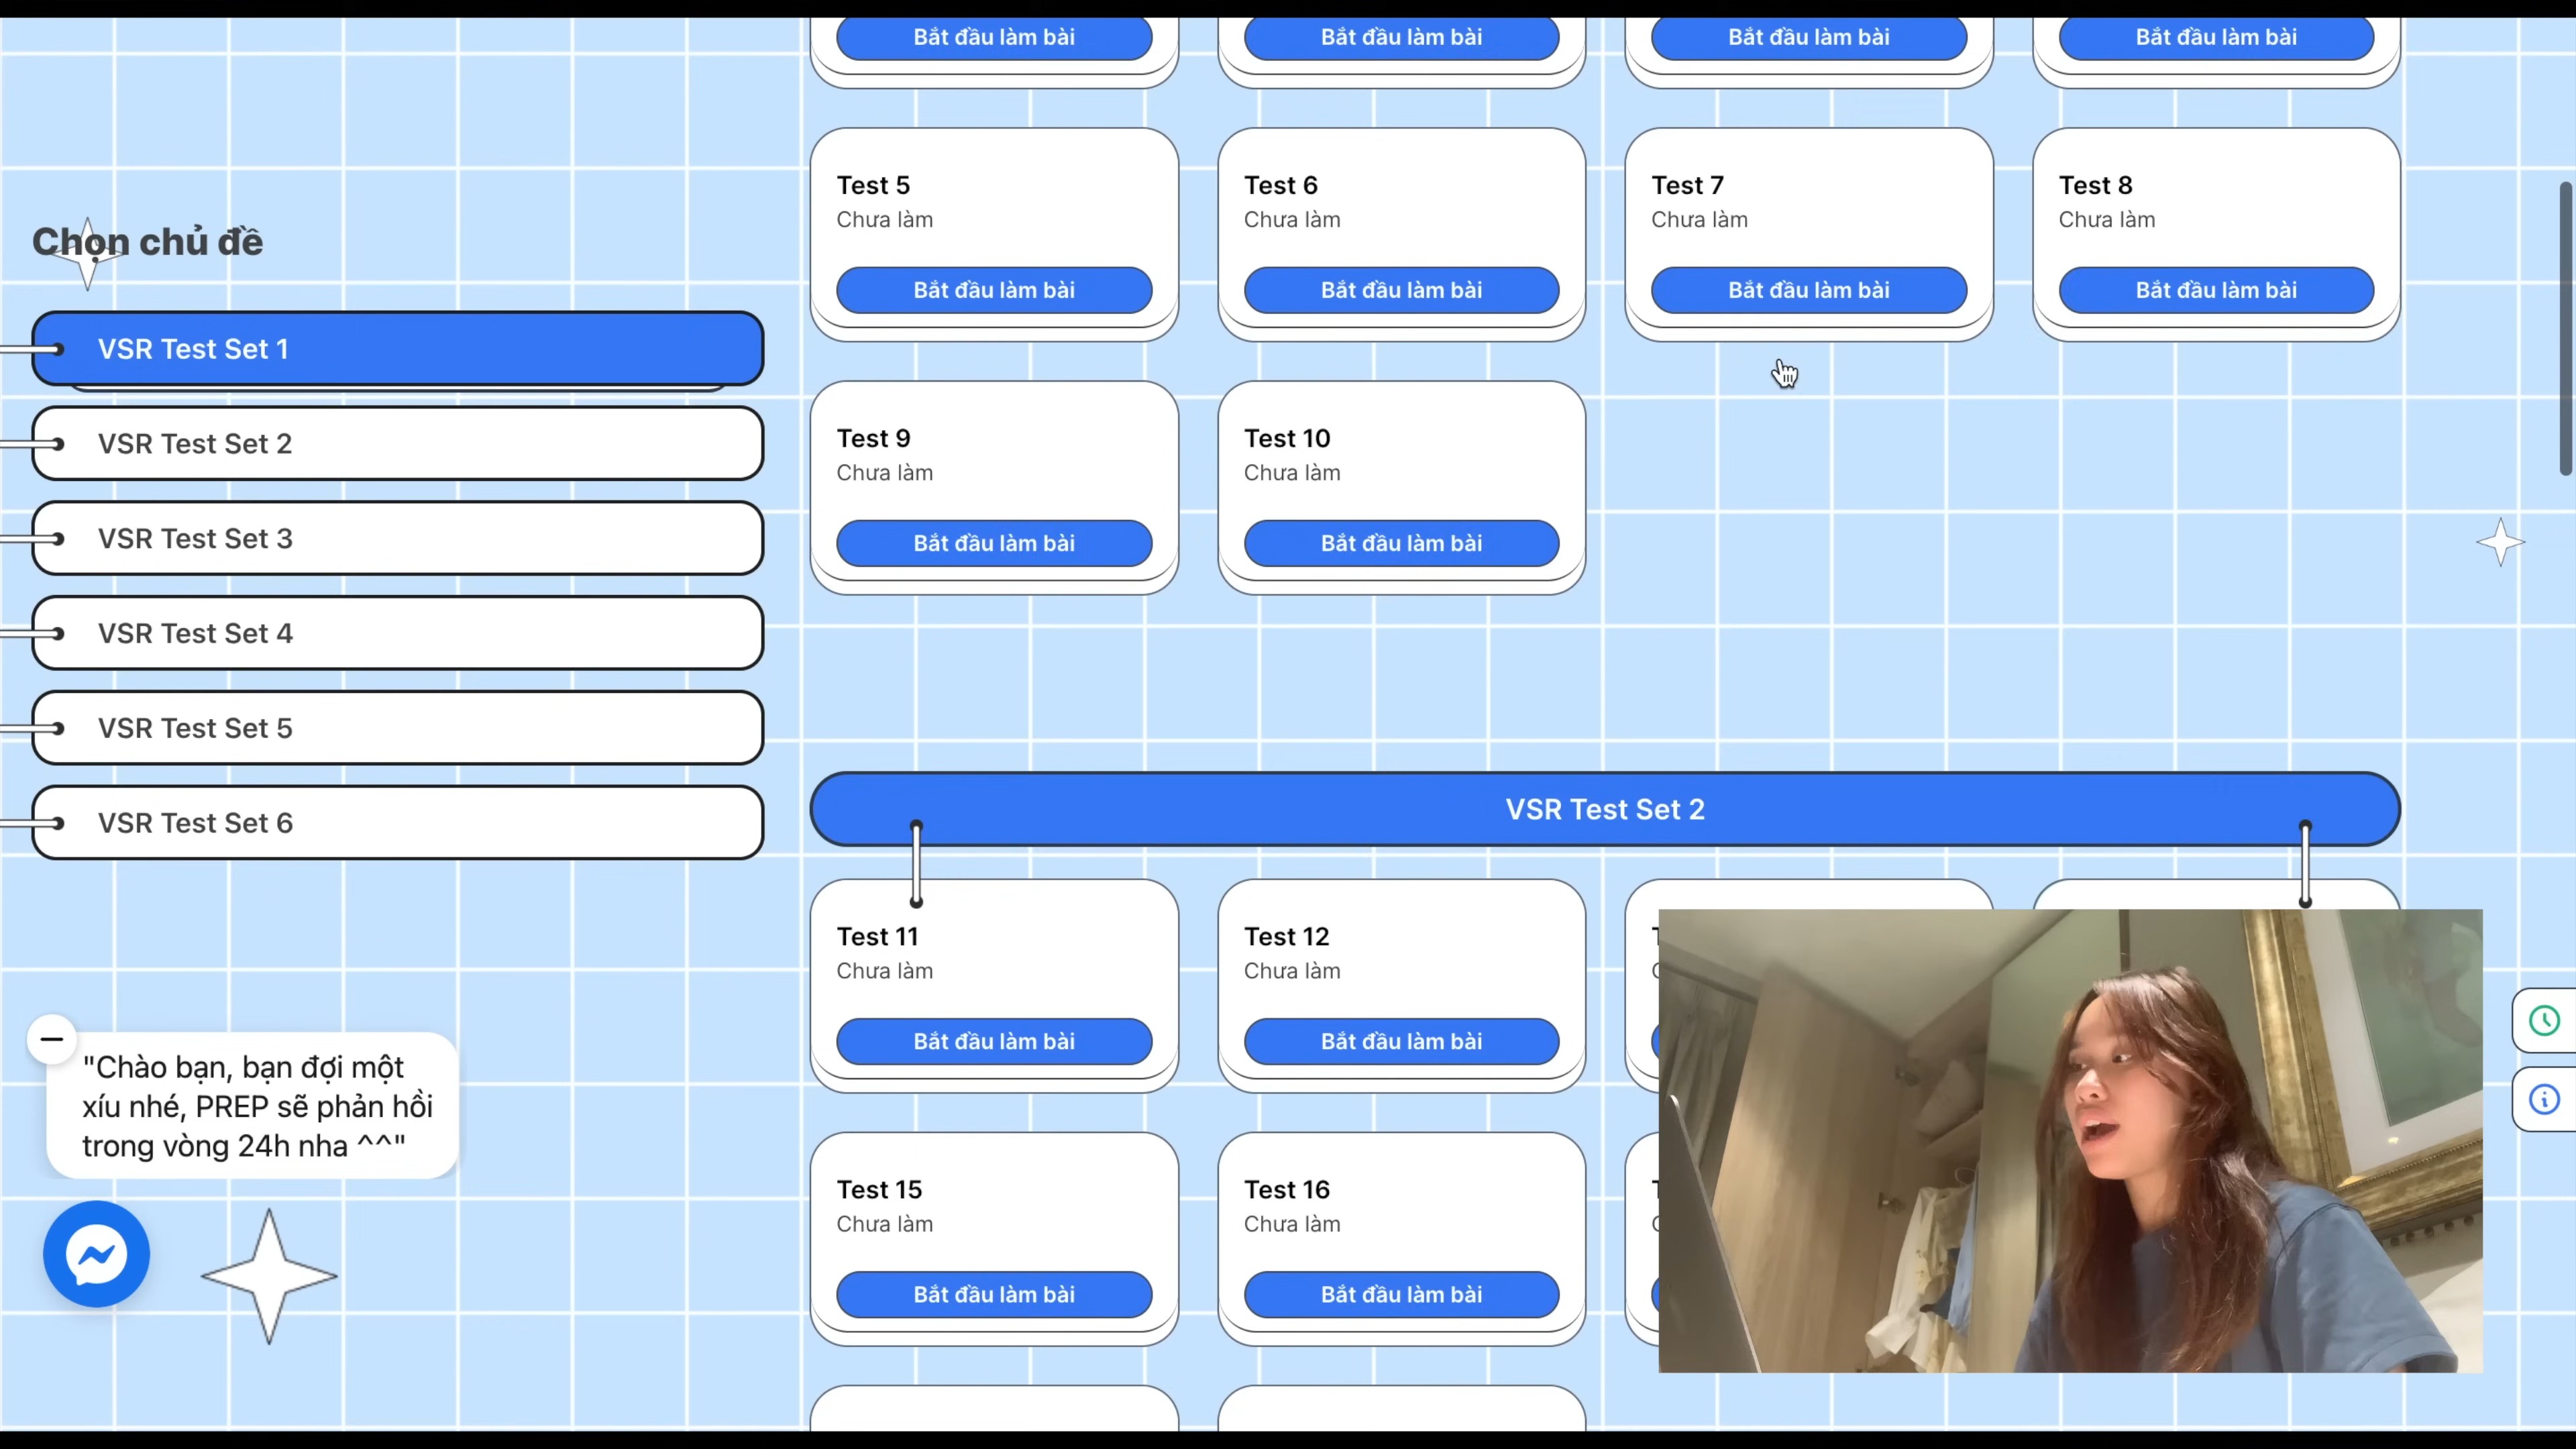 Bắt đầu làm bài
Bắt đầu làm bài
Bắt đầu làm bài
Bắt đầu làm bài
Chọn chủ đề
VSR Test Set 1
VSR Test Set 2
VSR Test Set 3
VSR Test Set 4
VSR Test Set 5
VSR Test Set 6
Test 5
Chưa làm
Bắt đầu làm bài
Test 6
Chưa làm
Bắt đầu làm bài
Test 7
Chưa làm
Bắt đầu làm bài
Test 8
Chưa làm
Bắt đầu làm bài
Test 9
Chưa làm
Bắt đầu làm bài
Test 10
Chưa làm
Bắt đầu làm bài
VSR Test Set 2
Test 11
Chưa làm
Bắt đầu làm bài
Test 12
Chưa làm
Bắt đầu làm bài
Test 15
Chưa làm
Bắt đầu làm bài
Test 16
Chưa làm
Bắt đầu làm bài
"Chào bạn, bạn đợi một
xíu nhé, PREP sẽ phản hồi
trong vòng 24h nha ^^"